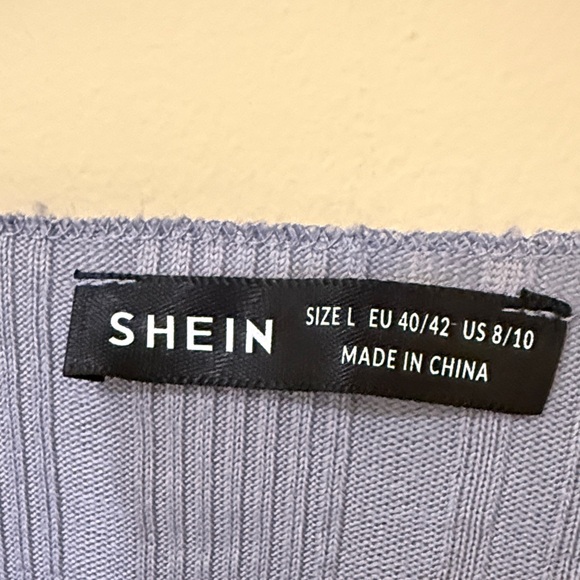 SHEIN
SIZE L EU 40/42 US 8/10
MADE IN CHINA